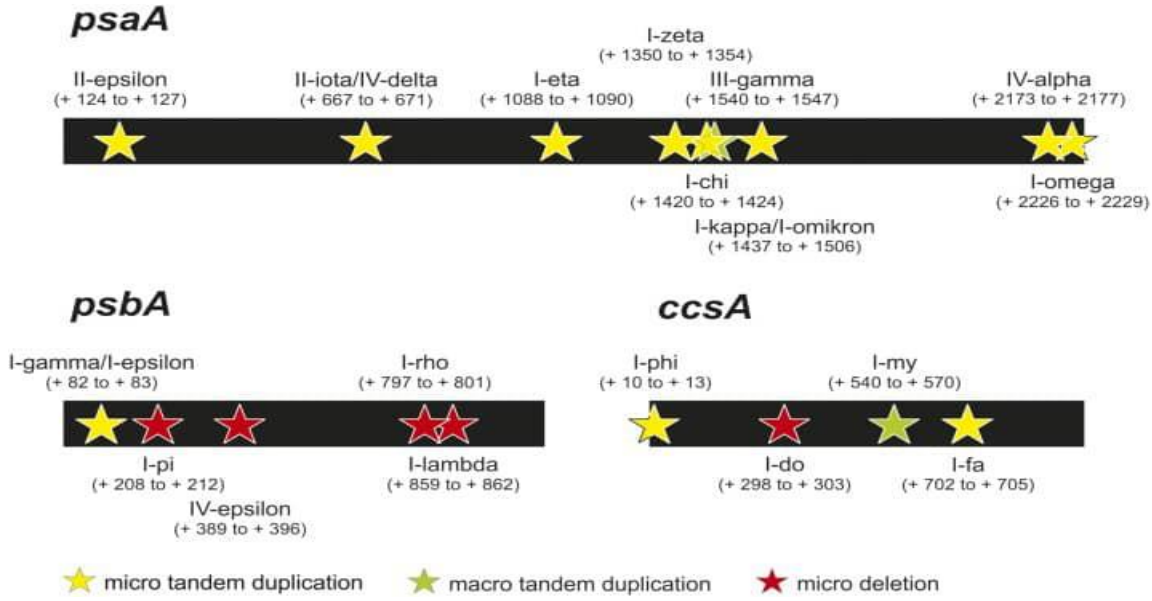 psaA
I-zeta
(+ 1350 to + 1354)
II-epsilon
(+ 124 to + 127)
II-iota/IV-delta
(+ 667 to + 671)
I-eta
(+ 1088 to + 1090)
III-gamma
(+ 1540 to + 1547)
IV-alpha
(+ 2173 to + 2177)
I-chi
(+ 1420 to + 1424)
I-omega
(+ 2226 to + 2229)
I-kappa/I-omikron
(+ 1437 to + 1506)
psbA
I-gamma/I-epsilon
(+ 82 to + 83)
I-rho
(+ 797 to + 801)
I-pi
(+ 208 to + 212)
I-lambda
(+ 859 to + 862)
IV-epsilon
(+ 389 to + 396)
ccsA
I-phi
(+ 10 to + 13)
I-my
(+ 540 to + 570)
I-do
(+ 298 to + 303)
I-fa
(+ 702 to + 705)
micro tandem duplication
macro tandem duplication
micro deletion